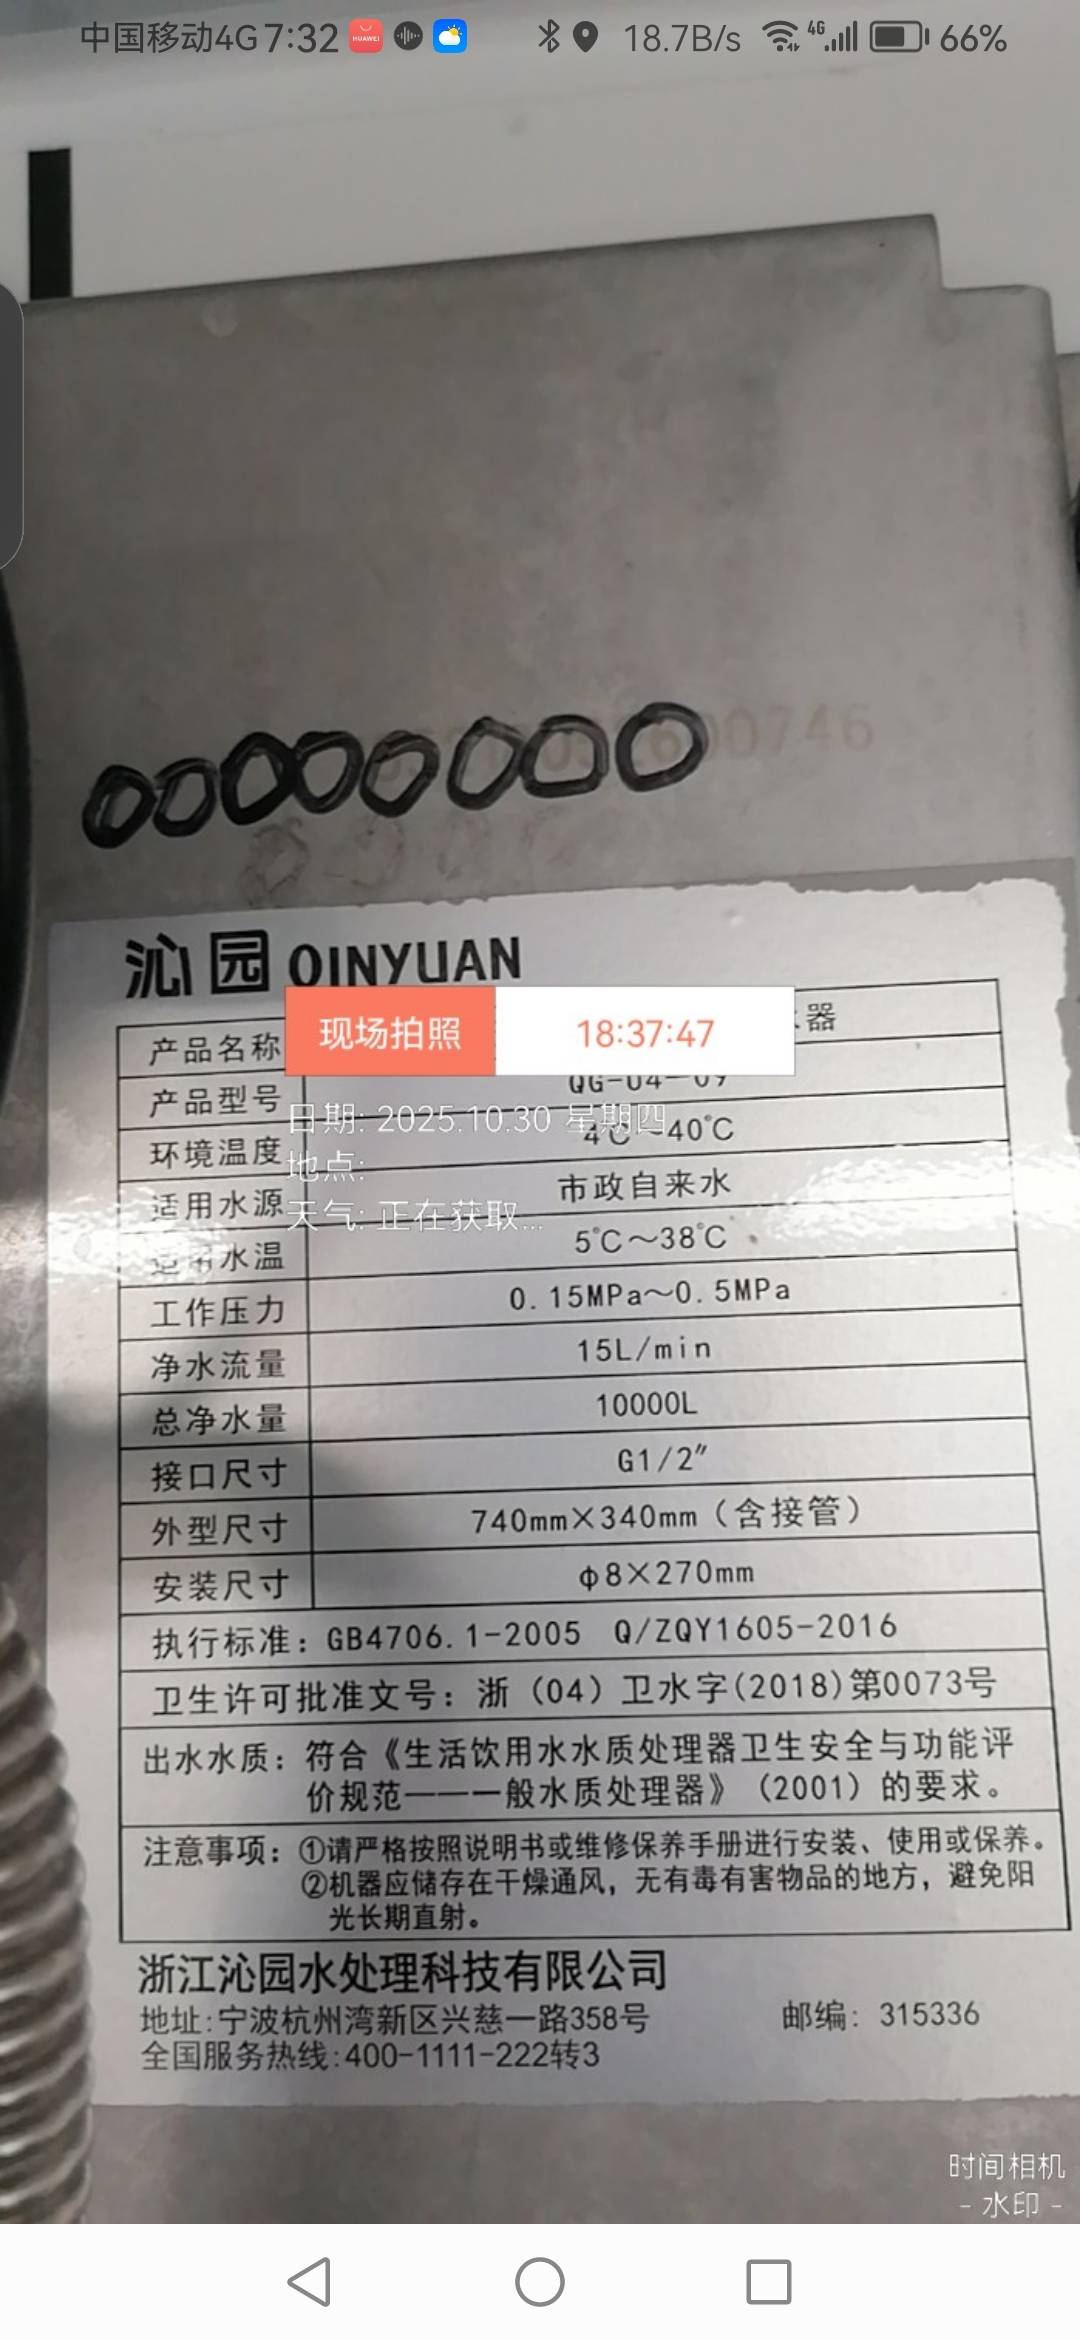 中国移动4G 7:32 HUAWEI 18.7B/s 4G 66%
00746
沁园 QINYUAN
现场拍照 18:37:47
产品名称 器
产品型号 QG-U4-09
日期: 2025.10.30 星期四
环境温度 4℃~40℃
地点:
适用水源 市政自来水
天气: 正在获取...
适用水温 5℃～38℃
工作压力 0.15MPa～0.5MPa
净水流量 15L/min
总净水量 10000L
接口尺寸 G1/2″
外型尺寸 740mm×340mm（含接管）
安装尺寸 φ8×270mm
执行标准：GB4706.1-2005 Q/ZQY1605-2016
卫生许可批准文号：浙（04）卫水字(2018)第0073号
出水水质：符合《生活饮用水水质处理器卫生安全与功能评
价规范——一般水质处理器》（2001）的要求。
注意事项：①请严格按照说明书或维修保养手册进行安装、使用或保养。
②机器应储存在干燥通风，无有毒有害物品的地方，避免阳
光长期直射。
浙江沁园水处理科技有限公司
地址:宁波杭州湾新区兴慈一路358号 邮编: 315336
全国服务热线:400-1111-222转3
时间相机
- 水印 -